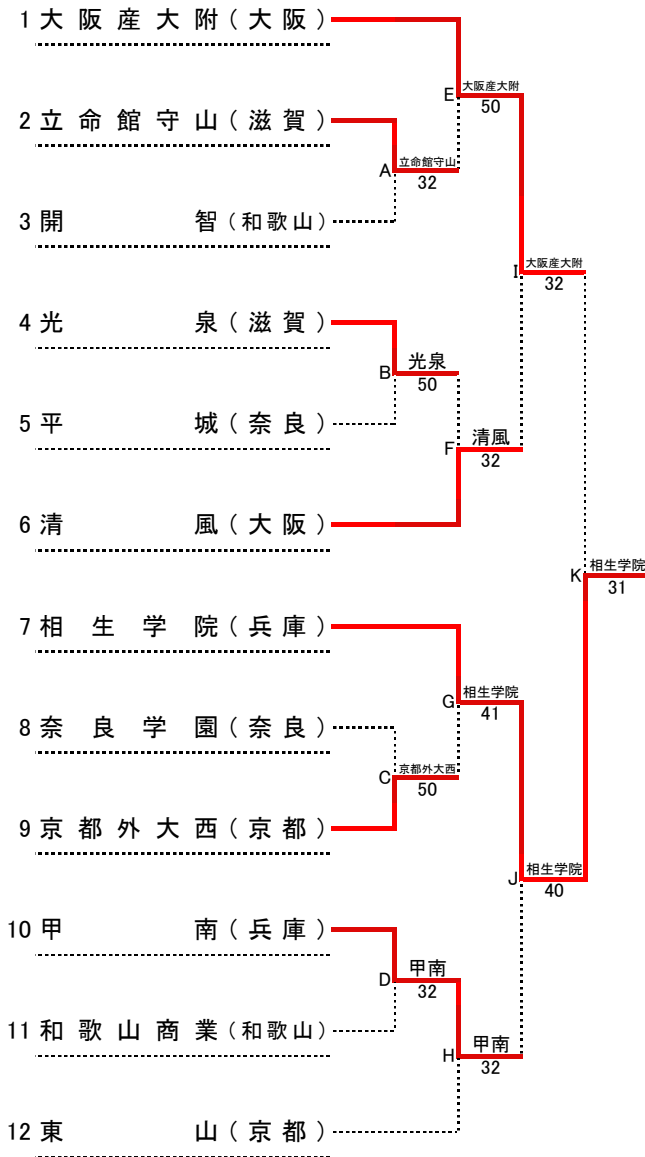 1 大阪産大附(大阪)
E 大阪産大附
50
2 立命館守山(滋賀)
A 立命館守山
32
3 開智(和歌山)
I 大阪産大附
32
4 光泉(滋賀)
B 光泉
50
5 平城(奈良)
F 清風
32
6 清風(大阪)
K 相生学院
31
7 相生学院(兵庫)
G 相生学院
41
8 奈良学園(奈良)
C 京都外大西
50
9 京都外大西(京都)
J 相生学院
40
10 甲南(兵庫)
D 甲南
32
11 和歌山商業(和歌山)
H 甲南
32
12 東山(京都)